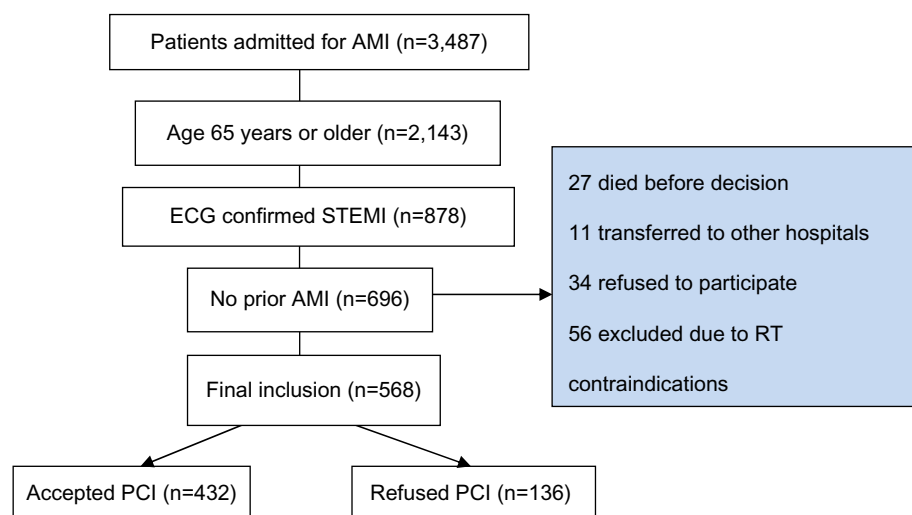 Patients admitted for AMI (n=3,487)
Age 65 years or older (n=2,143)
ECG confirmed STEMI (n=878)
No prior AMI (n=696)
27 died before decision
11 transferred to other hospitals
34 refused to participate
56 excluded due to RT
contraindications
Final inclusion (n=568)
Accepted PCI (n=432)
Refused PCI (n=136)